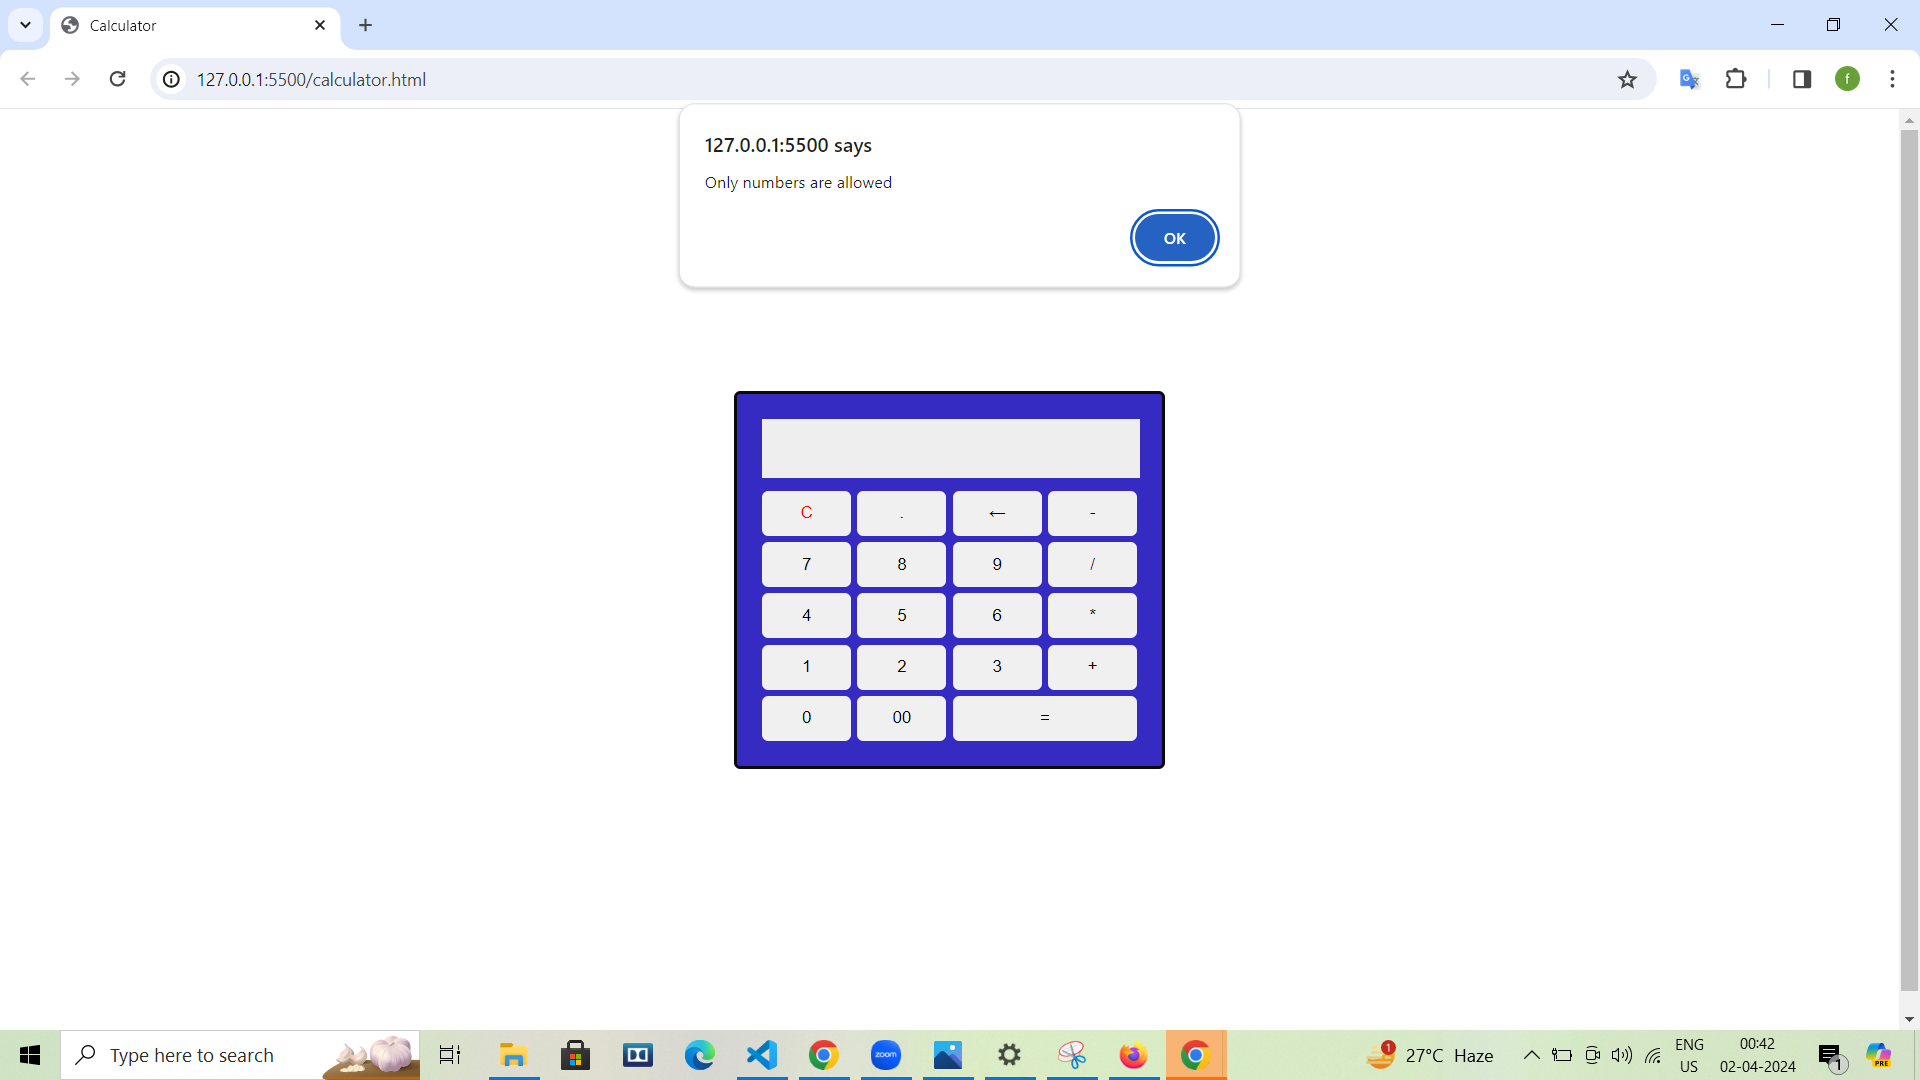 Calculator
127.0.0.1:5500/calculator.html
f
127.0.0.1:5500 says
Only numbers are allowed
OK
C . ← -
7 8 9 /
4 5 6 *
1 2 3 +
0 00 =
Type here to search
zoom
1
27°C Haze
ENG
US
00:42
02-04-2024
1
PRE